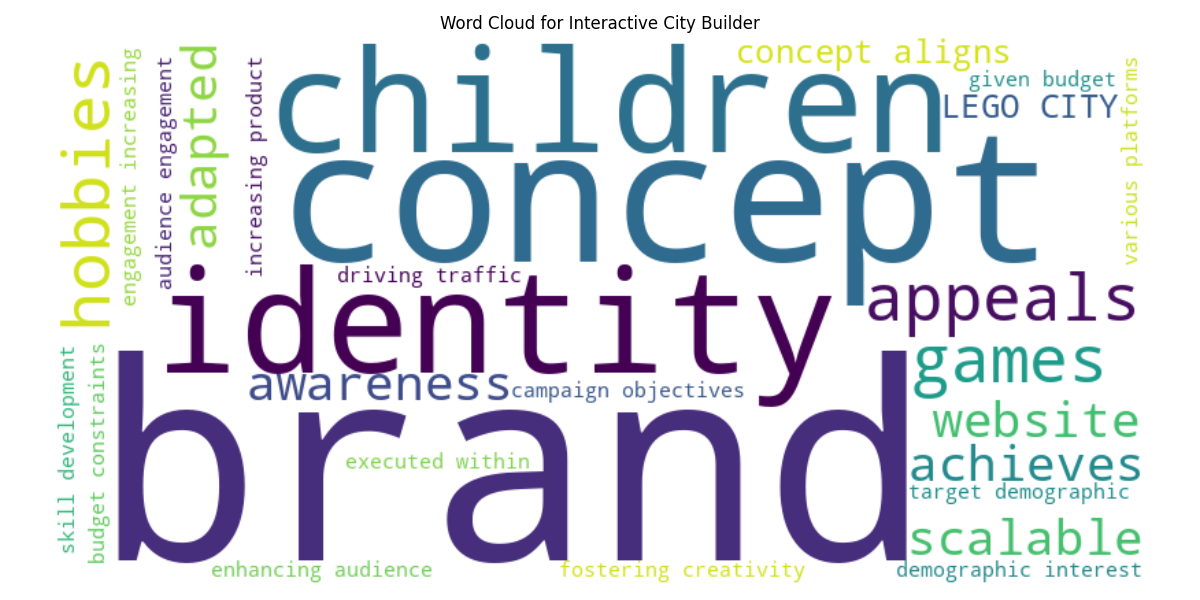 Word Cloud for Interactive City Builder
children
concept aligns
given budget
LEGO CITY
various platforms
hobbies
engagement increasing
audience engagement
adapted
increasing product
concept
identity
driving traffic
appeals
games
awareness
campaign objectives
brand
website
achieves
executed within
target demographic
skill development
budget constraints
scalable
enhancing audience
fostering creativity
demographic interest